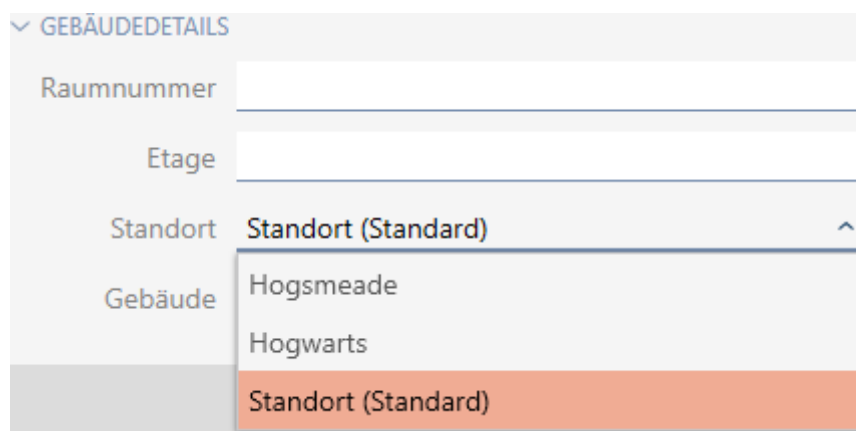 GEBÄUDEDETAILS
Raumnummer
Etage
Standort Standort (Standard)
Gebäude
Hogsmeade
Hogwarts
Standort (Standard)